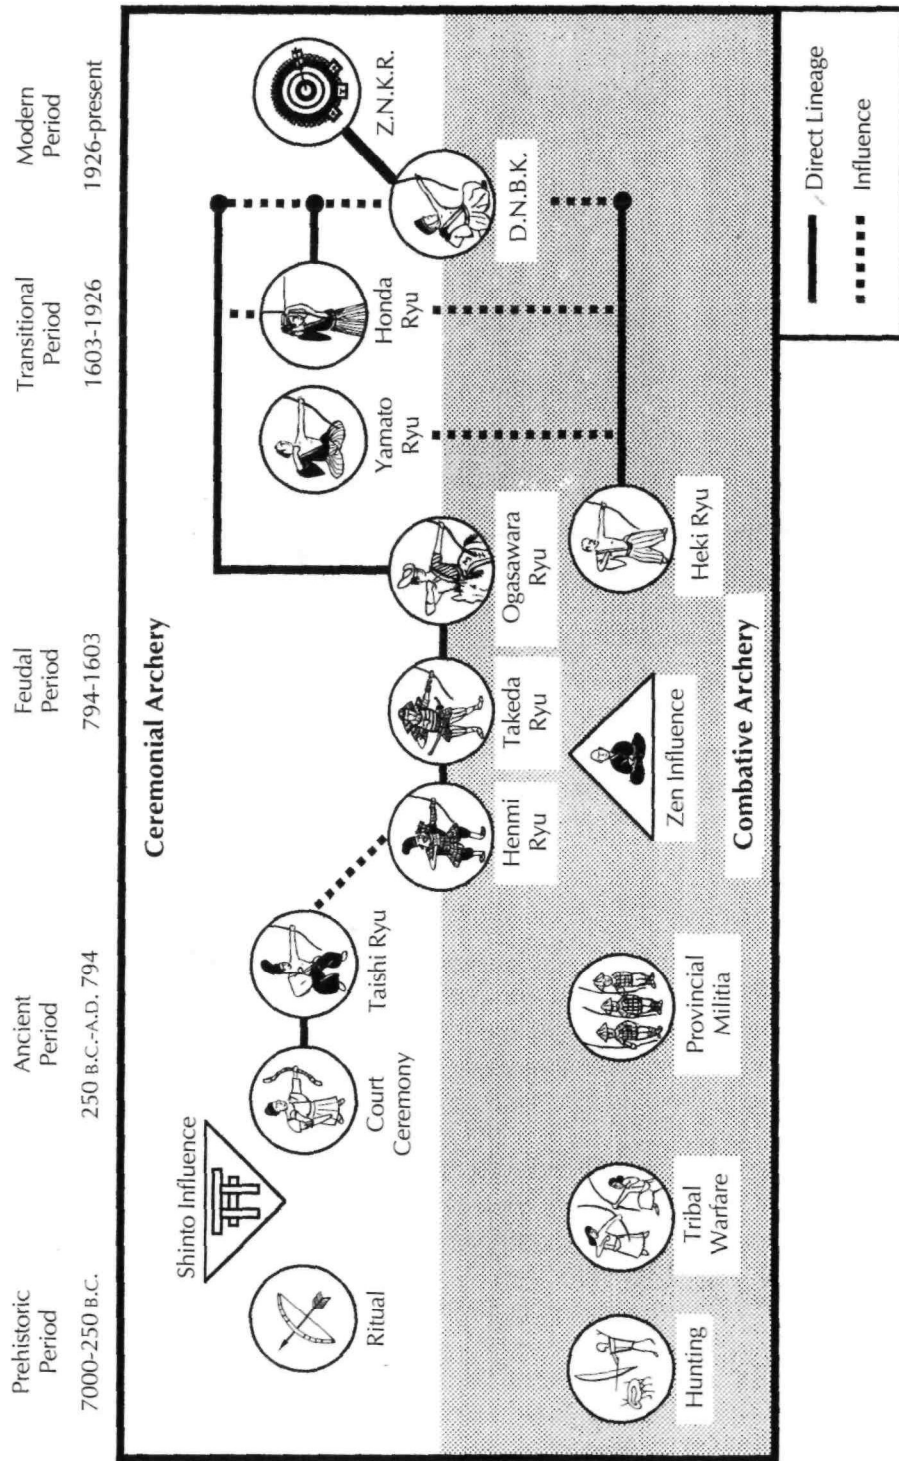 Prehistoric
Period
7000-250 B.C.
Ancient
Period
250 B.C.-A.D. 794
Feudal
Period
794-1603
Transitional
Period
1603-1926
Modern
Period
1926-present
Ceremonial Archery
Shinto Influence
Ritual
Court
Ceremony
Taishi Ryu
Henmi
Ryu
Takeda
Ryu
Ogasawara
Ryu
Yamato
Ryu
Honda
Ryu
D.N.B.K.
Z.N.K.R.
Hunting
Tribal
Warfare
Provincial
Militia
Zen Influence
Heki Ryu
Combative Archery
Direct Lineage
Influence